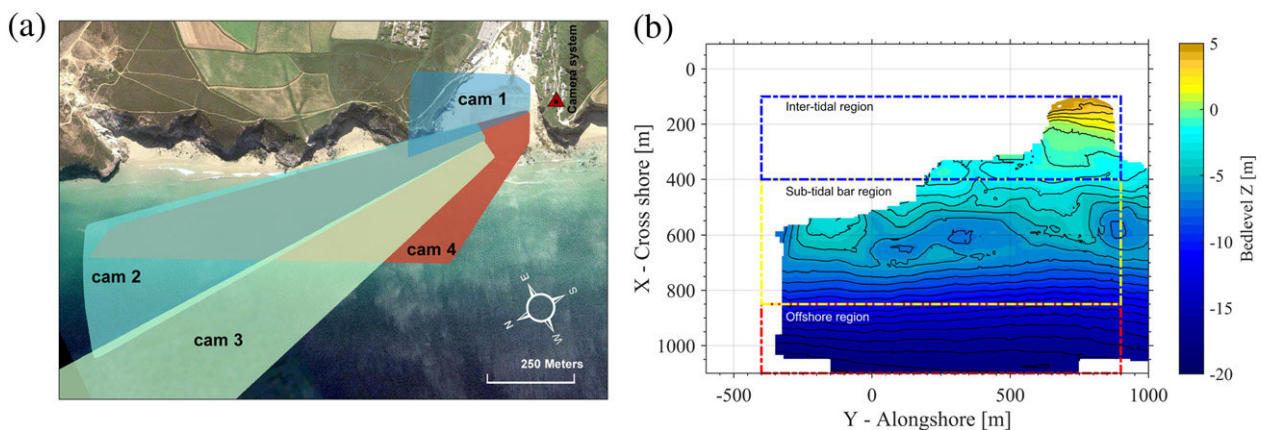 (a)
cam 1
Camera system
cam 4
cam 2
cam 3
E
S
N
W
250 Meters
(b)
0
200
400
600
800
1000
X - Cross shore [m]
Inter-tidal region
Sub-tidal bar region
Offshore region
-500
0
500
1000
Y - Alongshore [m]
5
0
-5
-10
-15
-20
Bedlevel Z [m]